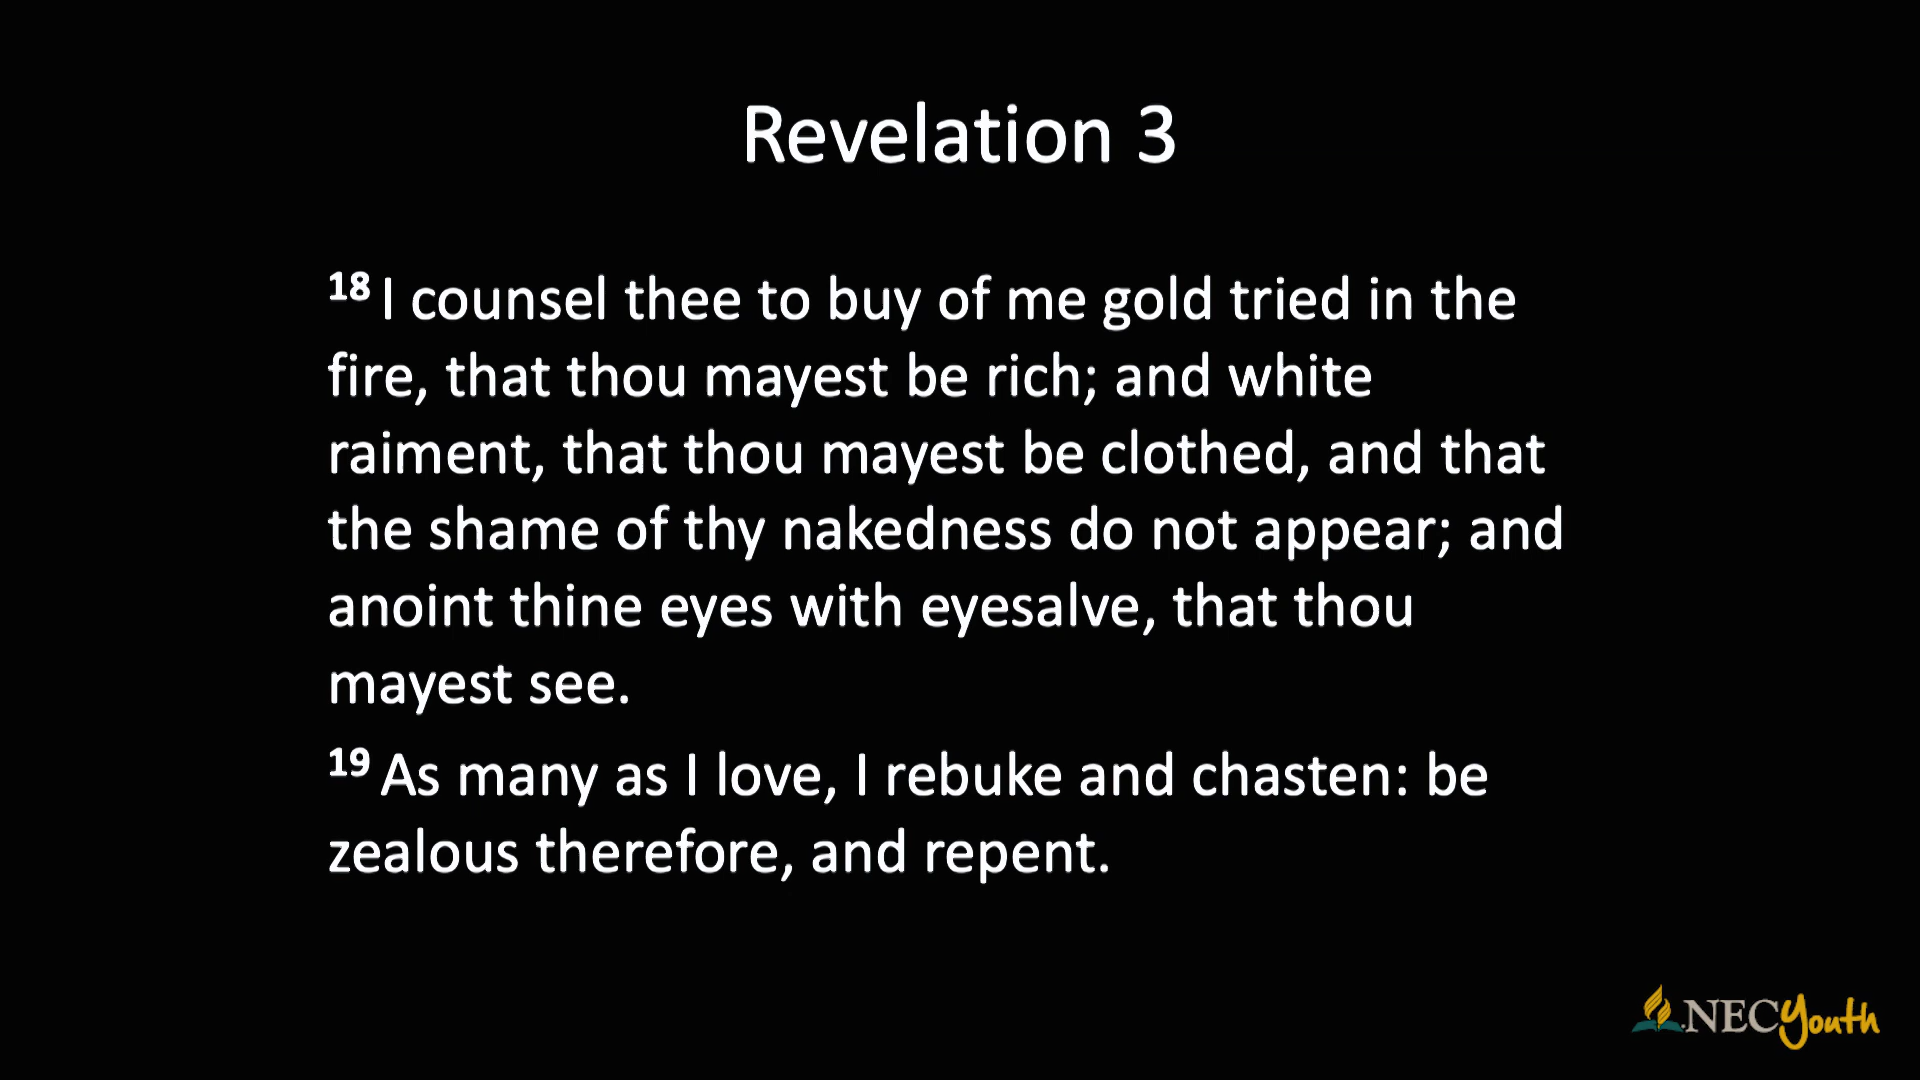 Revelation 3
18 I counsel thee to buy of me gold tried in the
fire, that thou mayest be rich; and white
raiment, that thou mayest be clothed, and that
the shame of thy nakedness do not appear; and
anoint thine eyes with eyesalve, that thou
mayest see.
19 As many as I love, I rebuke and chasten: be
zealous therefore, and repent.
NECYouth